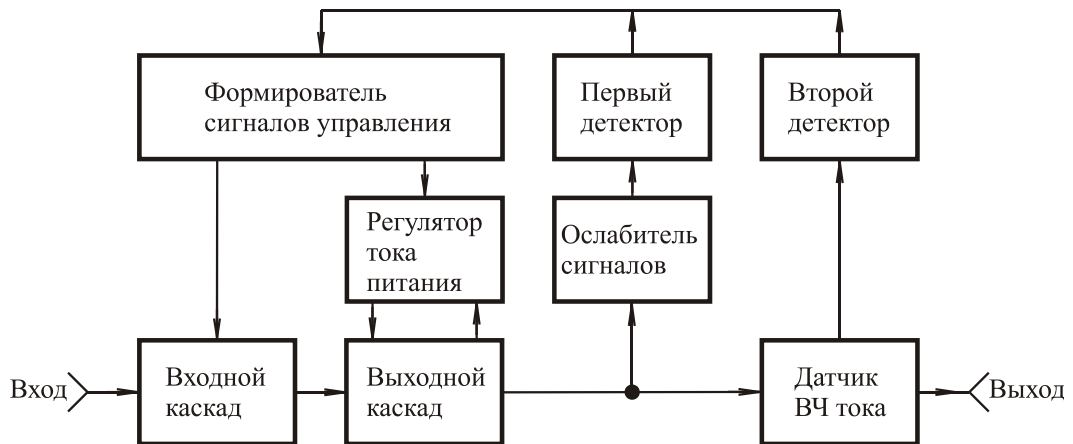 Формирователь
сигналов управления
Первый
детектор
Второй
детектор
Регулятор
тока
питания
Ослабитель
сигналов
Вход
Входной
каскад
Выходной
каскад
Датчик
ВЧ тока
Выход